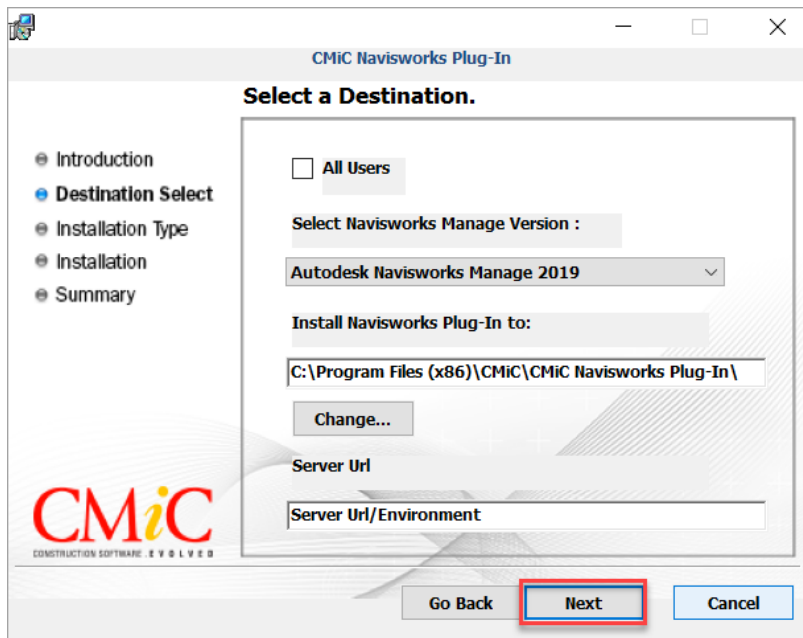 CMiC Navisworks Plug-In
Select a Destination.
Introduction
Destination Select
Installation Type
Installation
Summary
All Users
Select Navisworks Manage Version :
Autodesk Navisworks Manage 2019
Install Navisworks Plug-In to:
C:\Program Files (x86)\CMiC\CMiC Navisworks Plug-In\
Change...
Server Url
Server Url/Environment
CMiC
CONSTRUCTION SOFTWARE. EVOLVED
Go Back
Next
Cancel